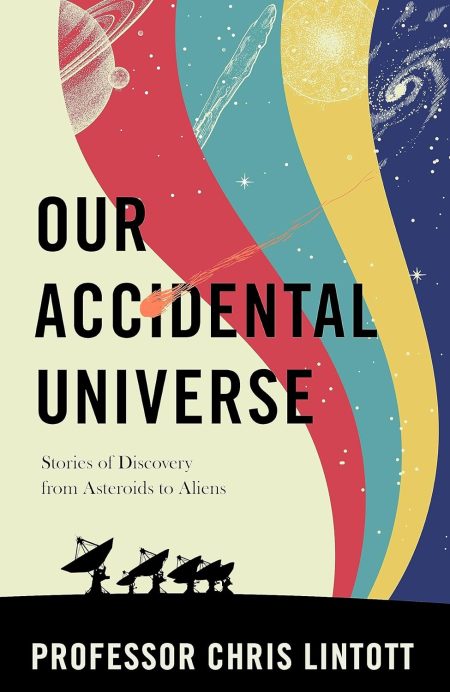 OUR
ACCIDENTAL
UNIVERSE
Stories of Discovery
from Asteroids to Aliens
PROFESSOR CHRIS LINTOTT